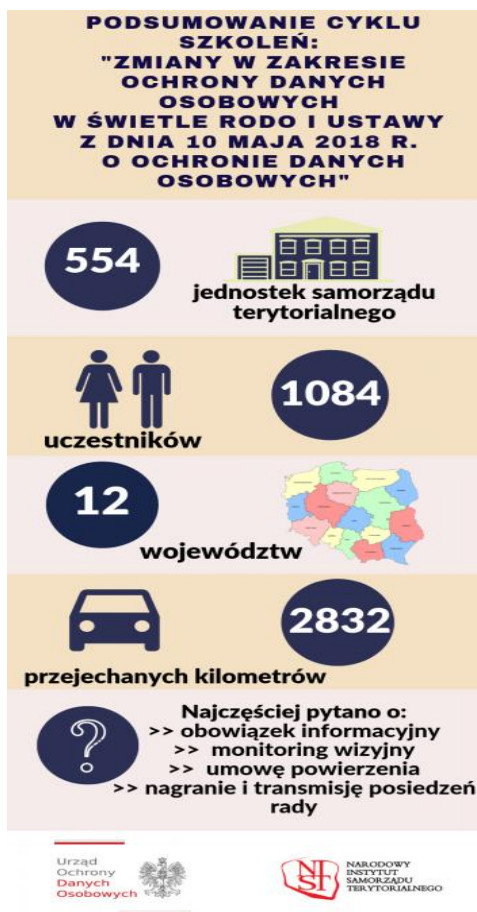 PODSUMOWANIE CYKLU
SZKOLEŃ:
"ZMIANY W ZAKRESIE
OCHRONY DANYCH
OSOBOWYCH
W ŚWIETLE RODO I USTAWY
Z DNIA 10 MAJA 2018 R.
O OCHRONIE DANYCH
OSOBOWYCH"
554
jednostek samorządu
terytorialnego
1084
uczestników
12
województw
2832
przejechanych kilometrów
?
Najczęściej pytano o:
>> obowiązek informacyjny
>> monitoring wizyjny
>> umowę powierzenia
>> nagranie i transmisję posiedzeń
rady
Urząd
Ochrony
Danych
Osobowych
NIST
NARODOWY
INSTYTUT
SAMORZĄDU
TERYTORIALNEGO